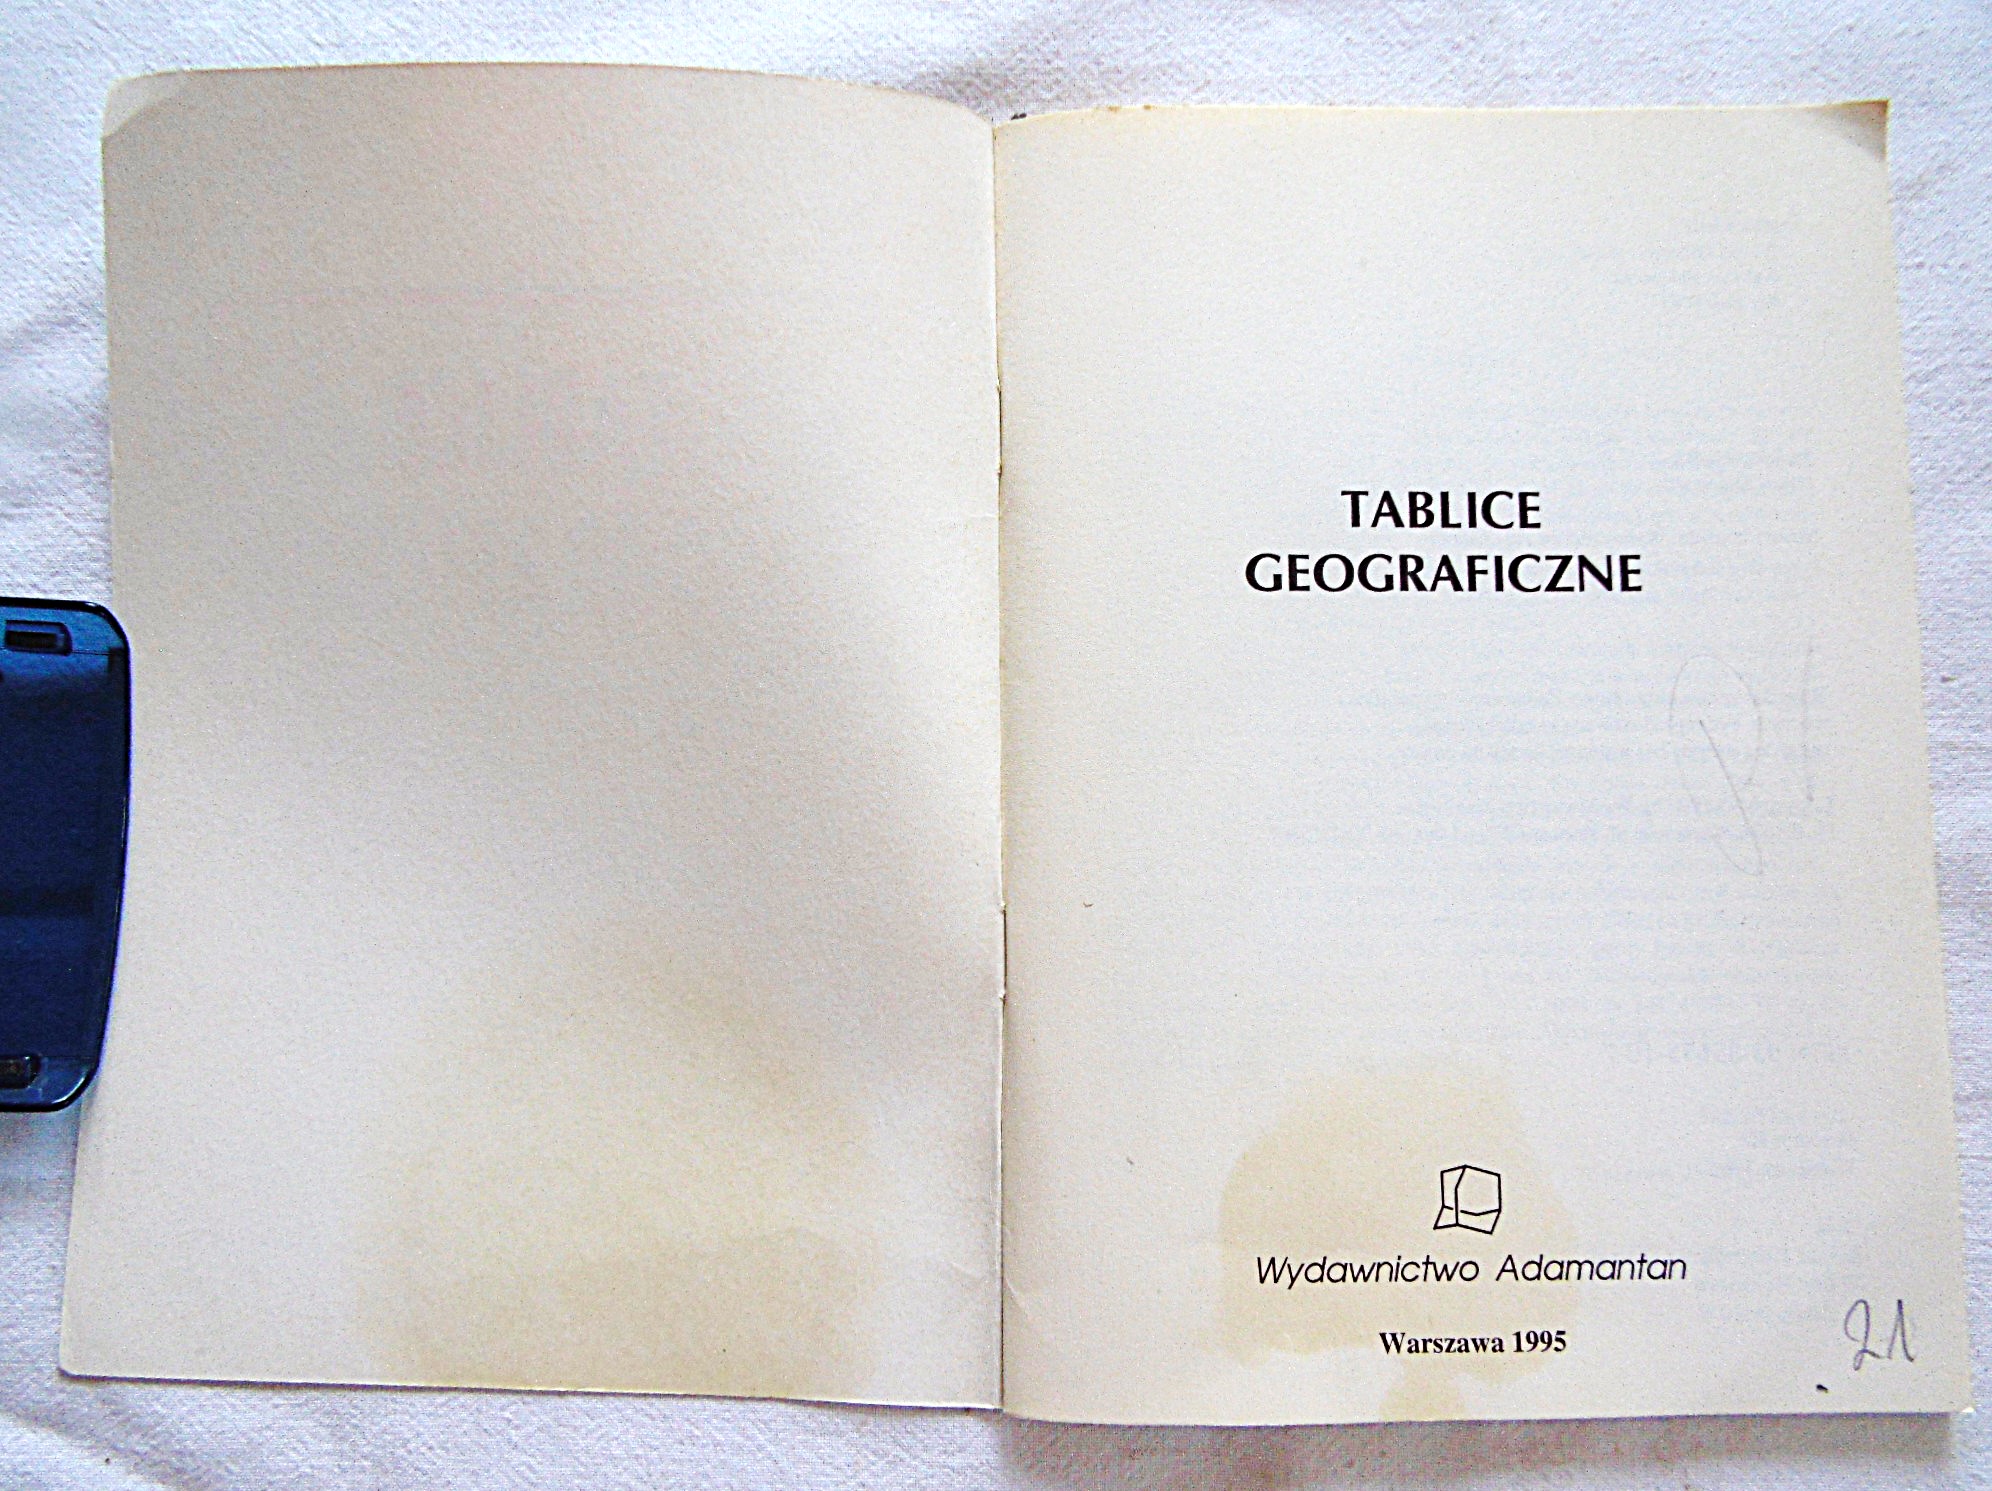 TABLICE
GEOGRAFICZNE
Wydawnictwo Adamantan
Warszawa 1995
21